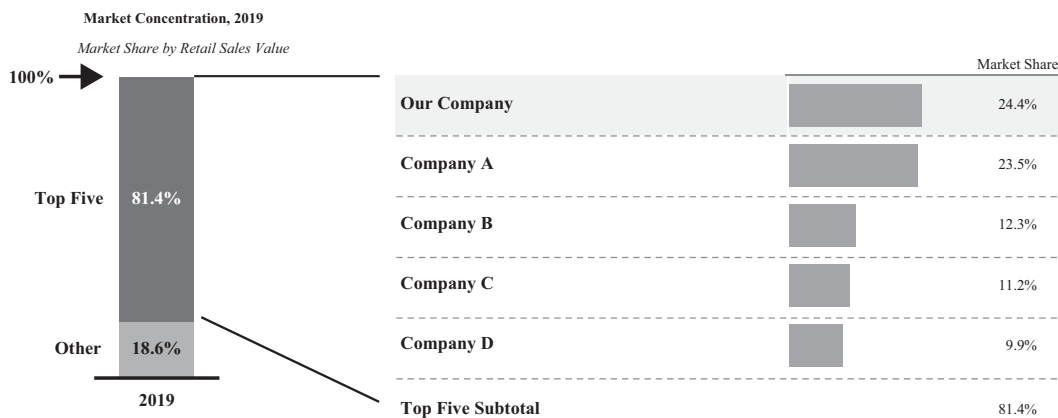 Market Concentration, 2019
Market Share by Retail Sales Value
100%
Top Five
81.4%
Other
18.6%
2019
Market Share
Our Company 24.4%
Company A 23.5%
Company B 12.3%
Company C 11.2%
Company D 9.9%
Top Five Subtotal 81.4%